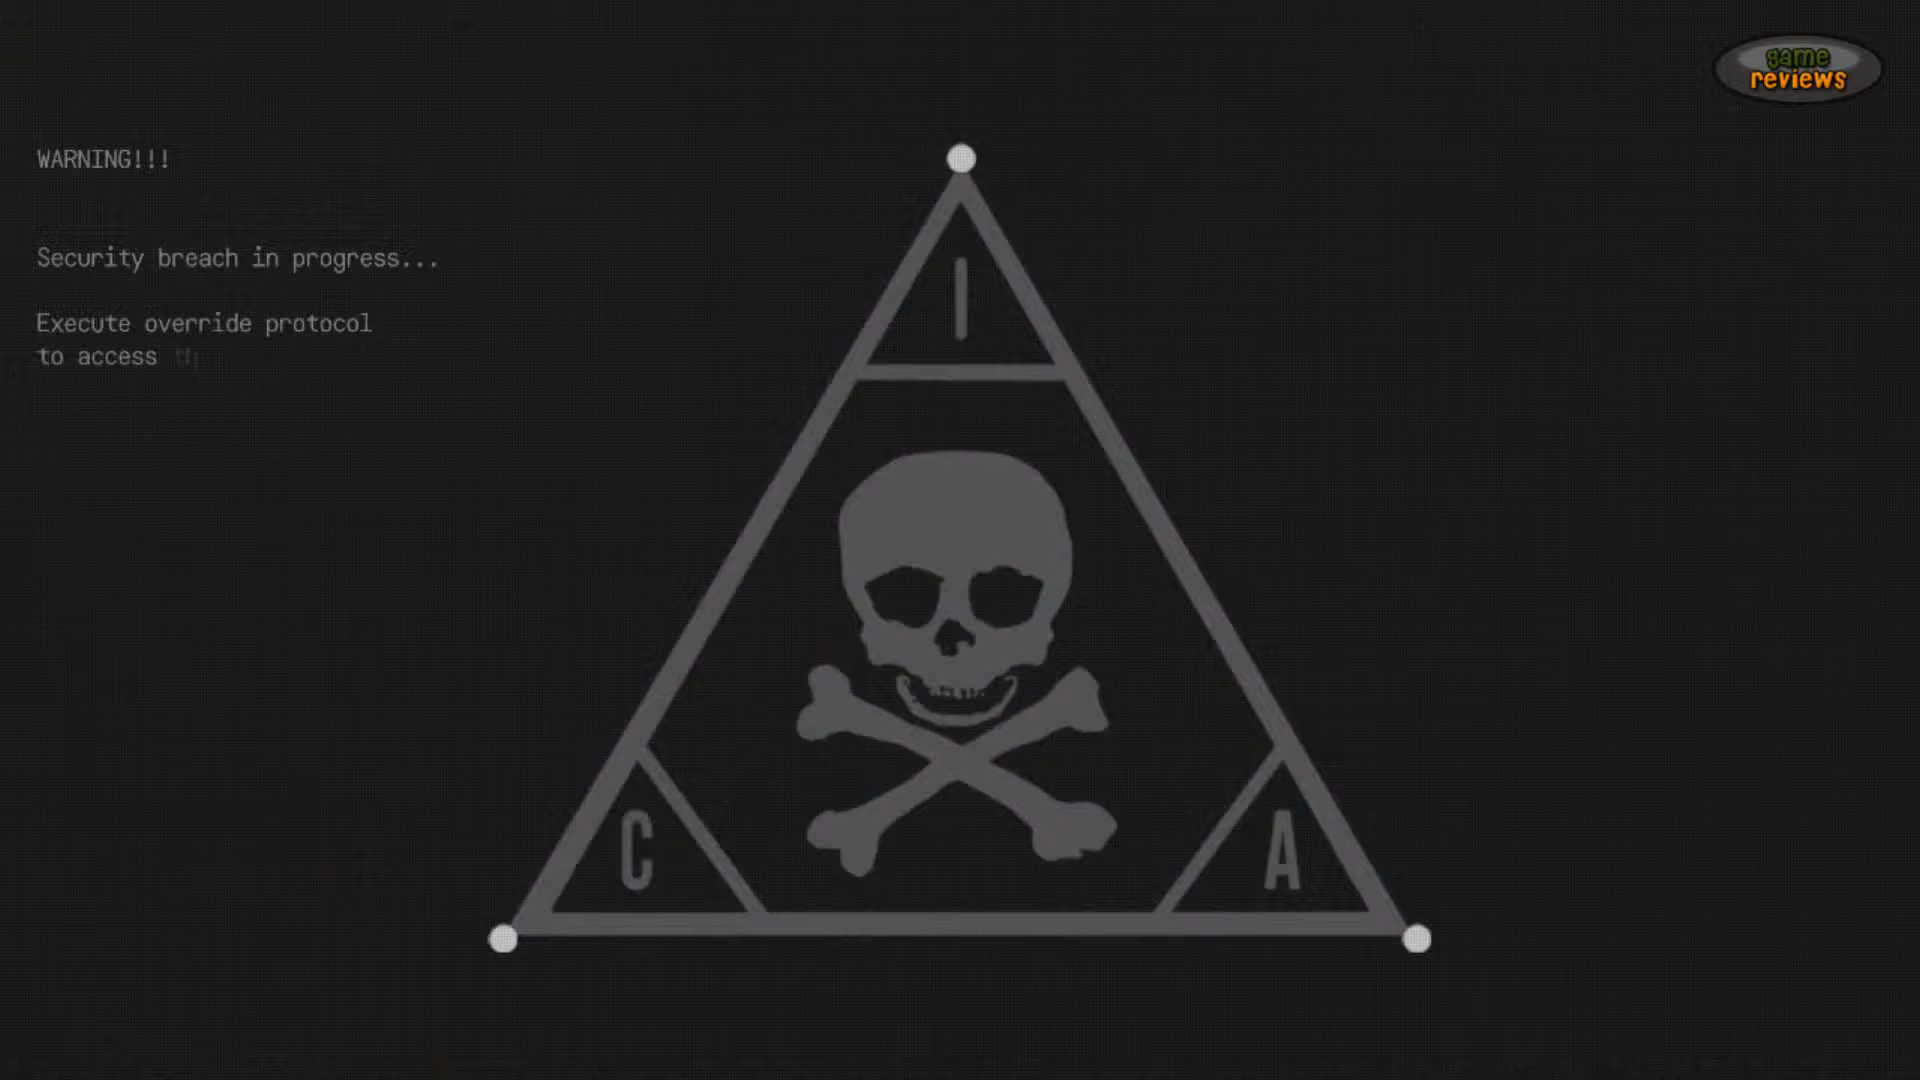 game
reviews
WARNING!!!
Security breach in progress...
Execute override protocol
to access
I
C
A